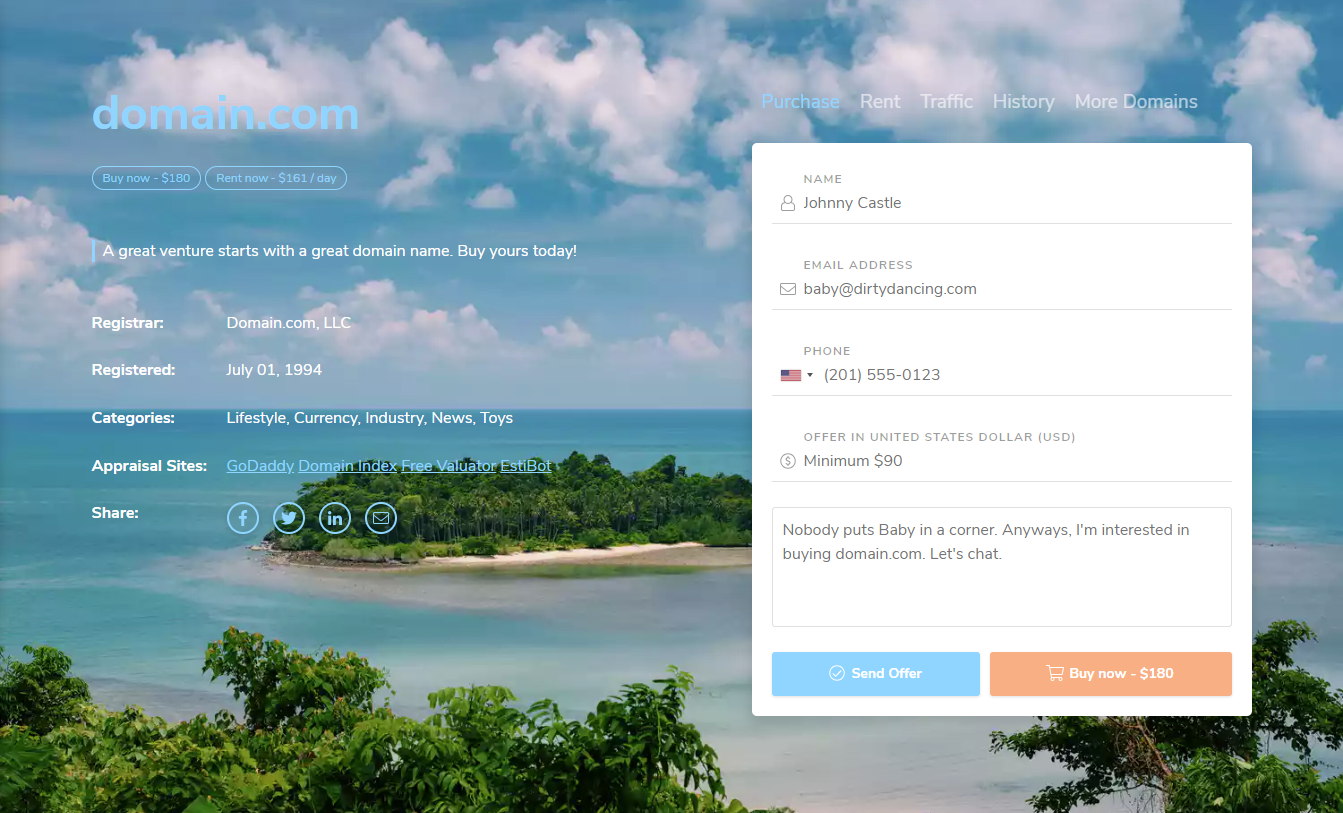 domain.com
Buy now - $180 Rent now - $161 / day
A great venture starts with a great domain name. Buy yours today!
Registrar: Domain.com, LLC
Registered: July 01, 1994
Categories: Lifestyle, Currency, Industry, News, Toys
Appraisal Sites: GoDaddy Domain Index Free Valuator EstiBot
Share:
Purchase Rent Traffic History More Domains
NAME
Johnny Castle
EMAIL ADDRESS
baby@dirtydancing.com
PHONE
(201) 555-0123
OFFER IN UNITED STATES DOLLAR (USD)
Minimum $90
Nobody puts Baby in a corner. Anyways, I'm interested in
buying domain.com. Let's chat.
Send Offer Buy now - $180